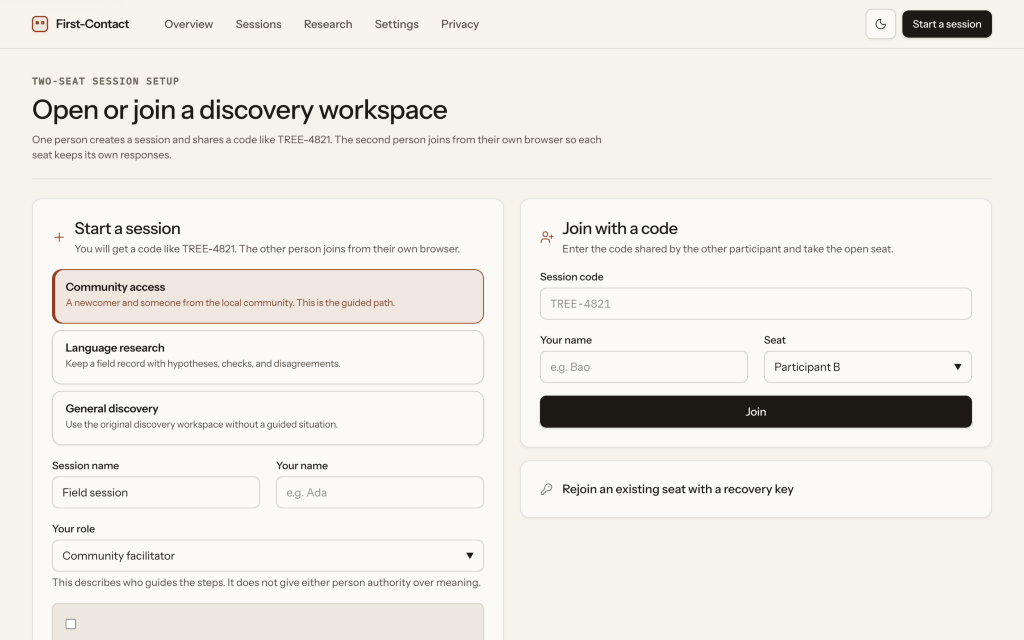 First-Contact
Overview
Sessions
Research
Settings
Privacy
Start a session
TWO-SEAT SESSION SETUP
Open or join a discovery workspace
One person creates a session and shares a code like TREE-4821. The second person joins from their own browser so each
seat keeps its own responses.
Start a session
You will get a code like TREE-4821. The other person joins from their own browser.
Community access
A newcomer and someone from the local community. This is the guided path.
Language research
Keep a field record with hypotheses, checks, and disagreements.
General discovery
Use the original discovery workspace without a guided situation.
Session name
Your name
Field session
e.g. Ada
Your role
Community facilitator
This describes who guides the steps. It does not give either person authority over meaning.
Join with a code
Enter the code shared by the other participant and take the open seat.
Session code
TREE-4821
Your name
Seat
e.g. Bao
Participant B
Join
Rejoin an existing seat with a recovery key